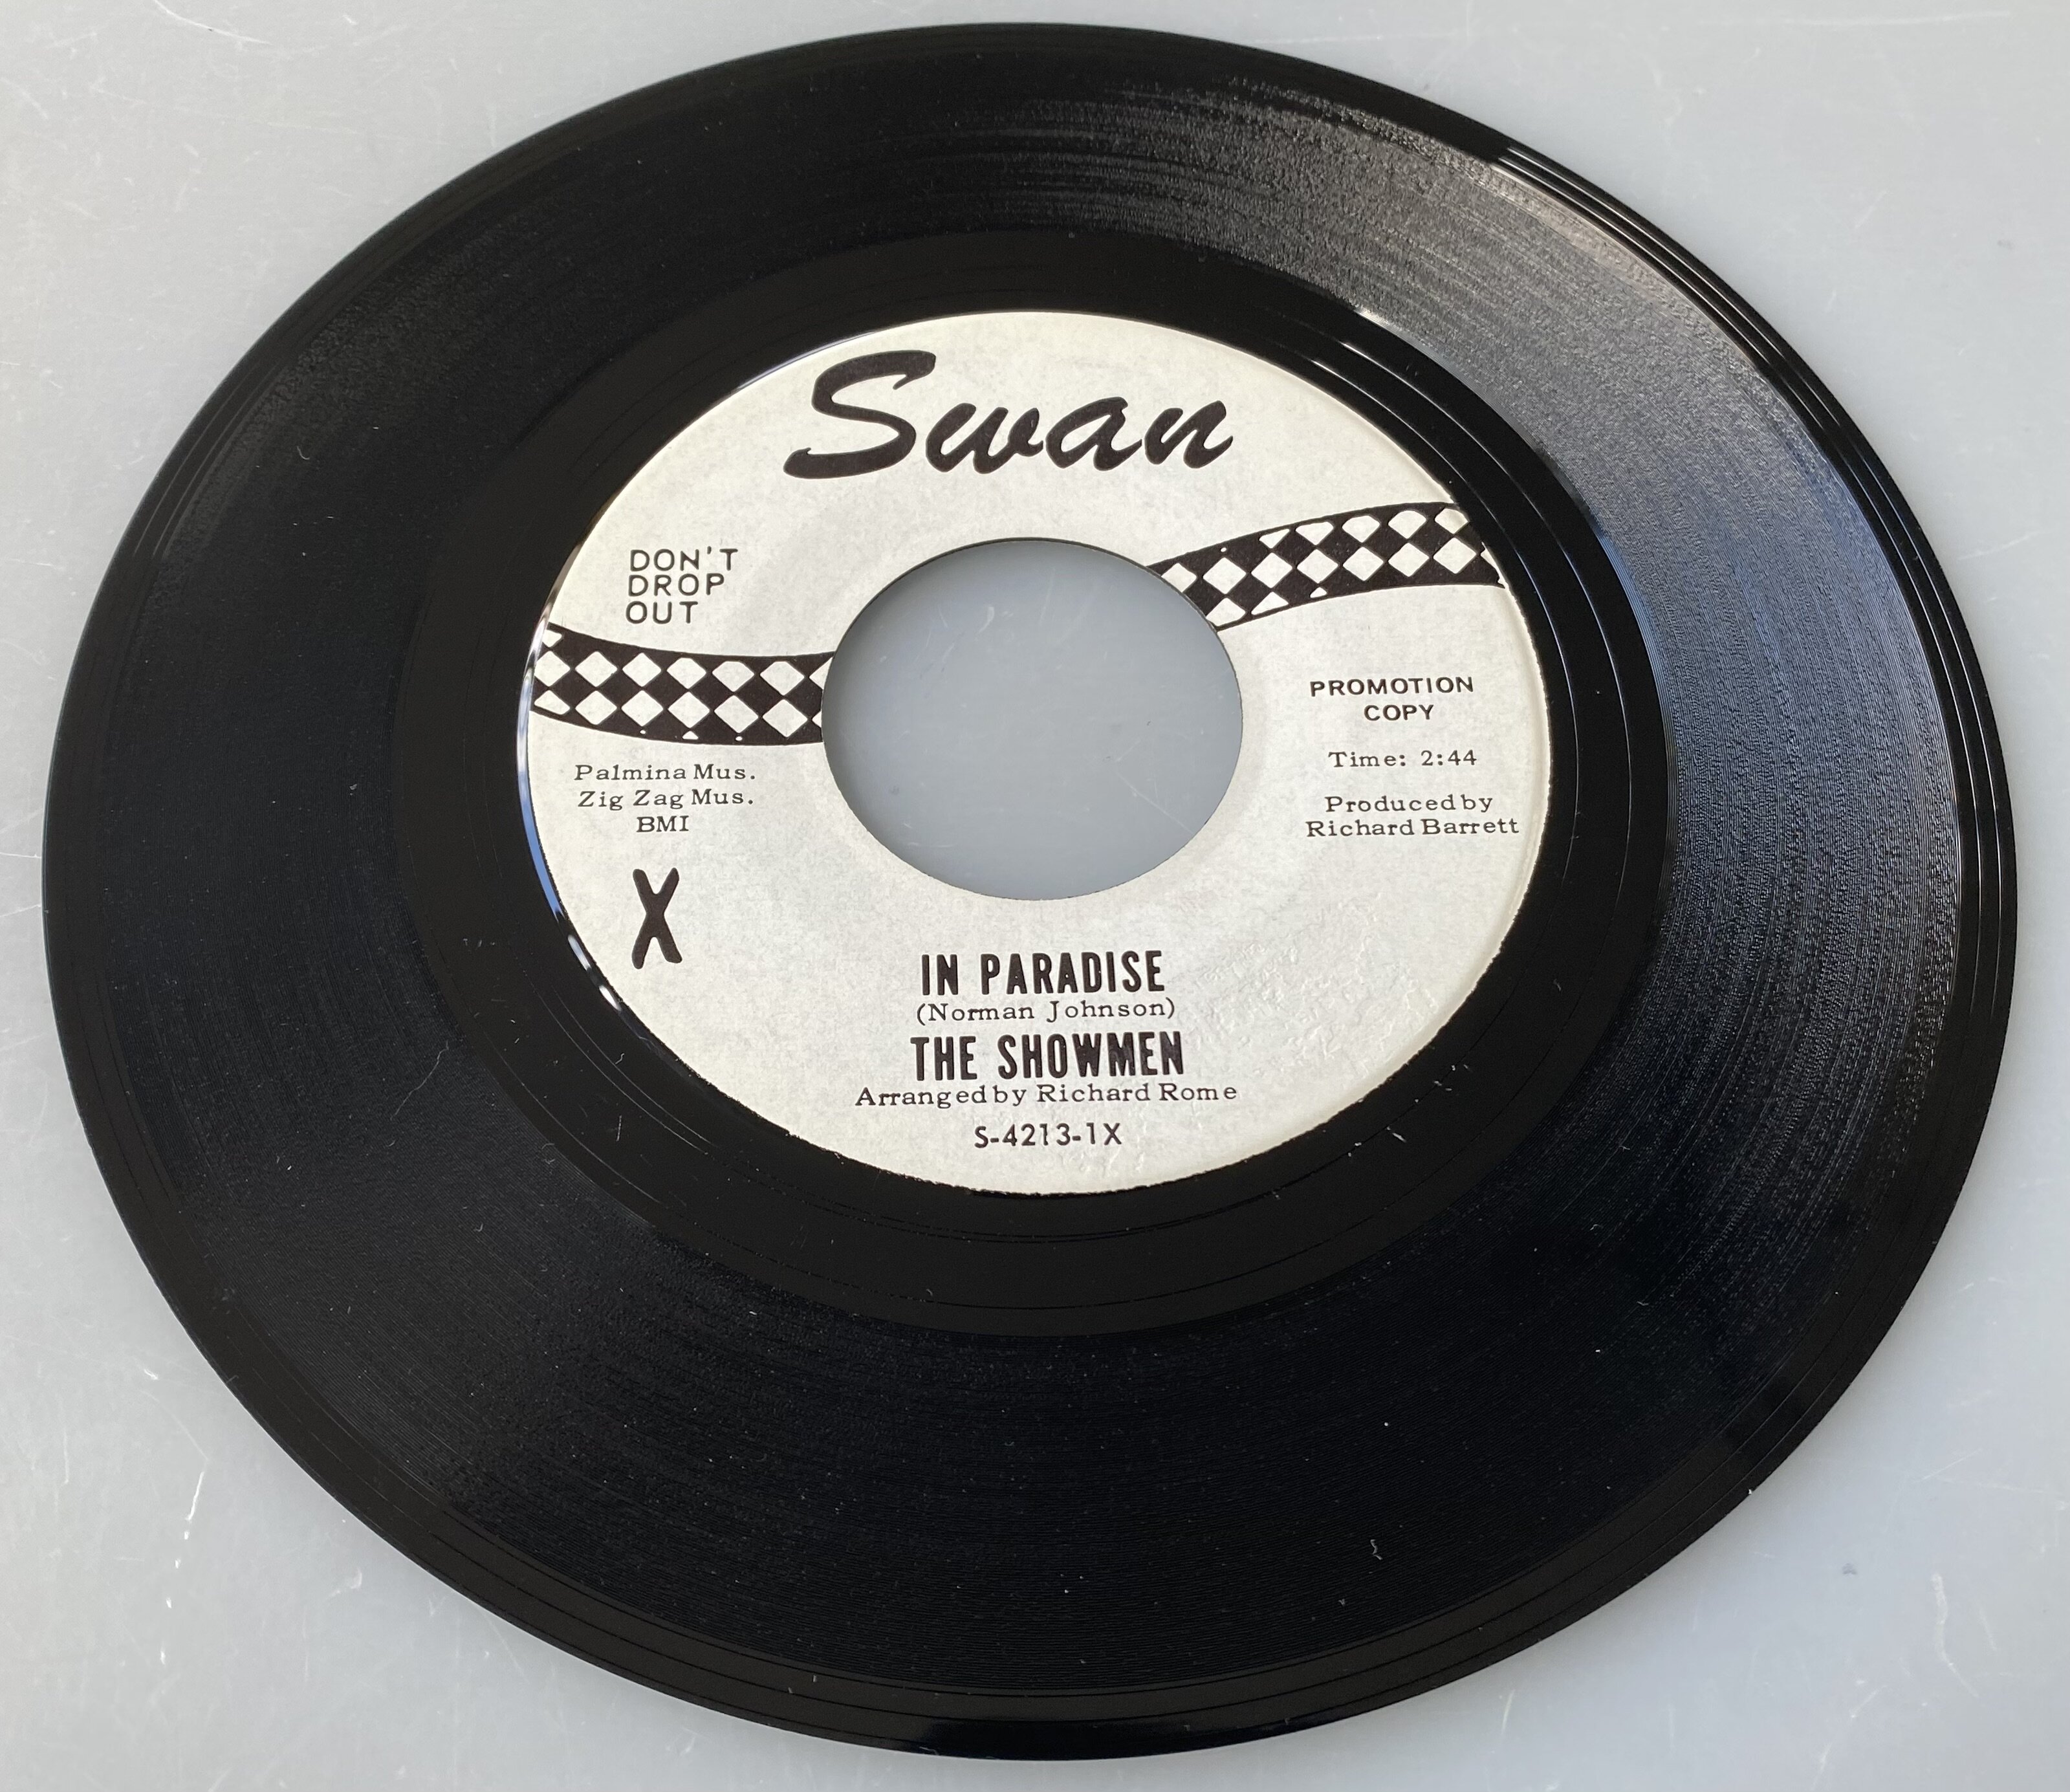 Swan
DON'T
DROP
OUT
PROMOTION
COPY
Time: 2:44
Produced by
Richard Barrett
Palmina Mus.
Zig Zag Mus.
BMI
X
IN PARADISE
(Norman Johnson)
THE SHOWMEN
Arranged by Richard Rome
S-4213-1X